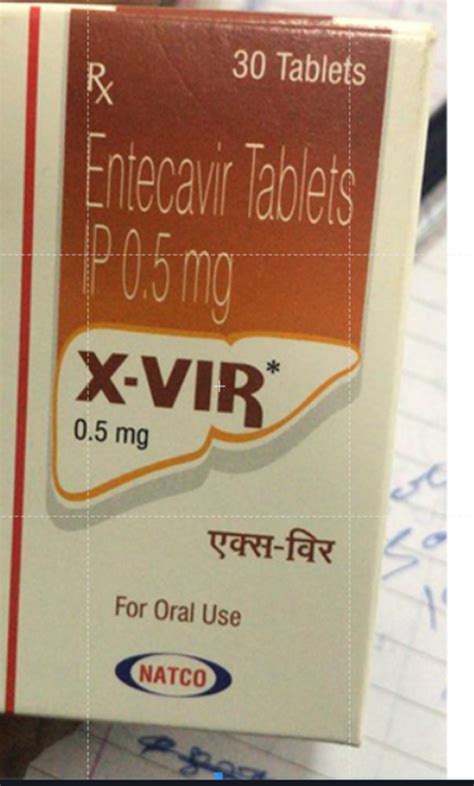 Rx
30 Tablets
Entecavir Tablets
IP 0.5 mg
X-VIR*
0.5 mg
एक्स-विर
For Oral Use
NATCO